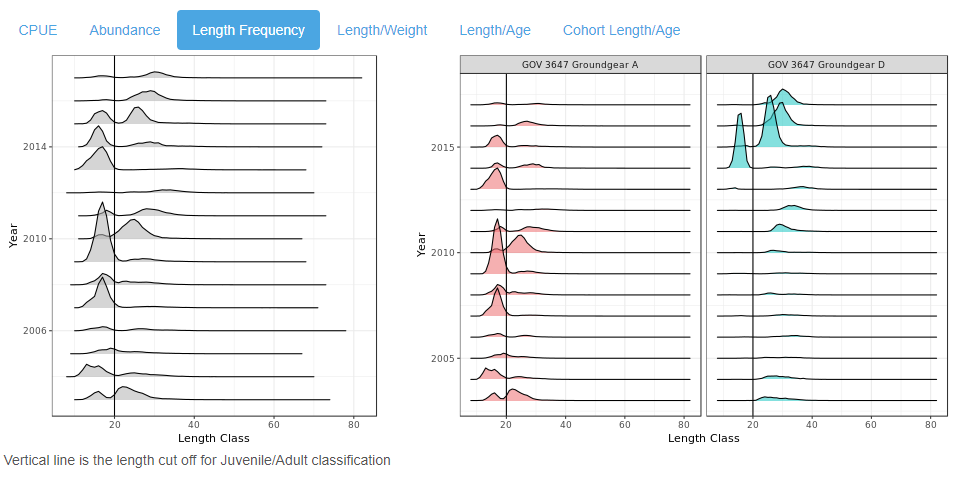 CPUE Abundance Length Frequency Length/Weight Length/Age Cohort Length/Age
GOV 3647 Groundgear A GOV 3647 Groundgear D
2014
2010
2006
Year
20 40 60 80
Length Class
2015
2010
2005
Year
20 40 60 80 20 40 60 80
Length Class
Vertical line is the length cut off for Juvenile/Adult classification